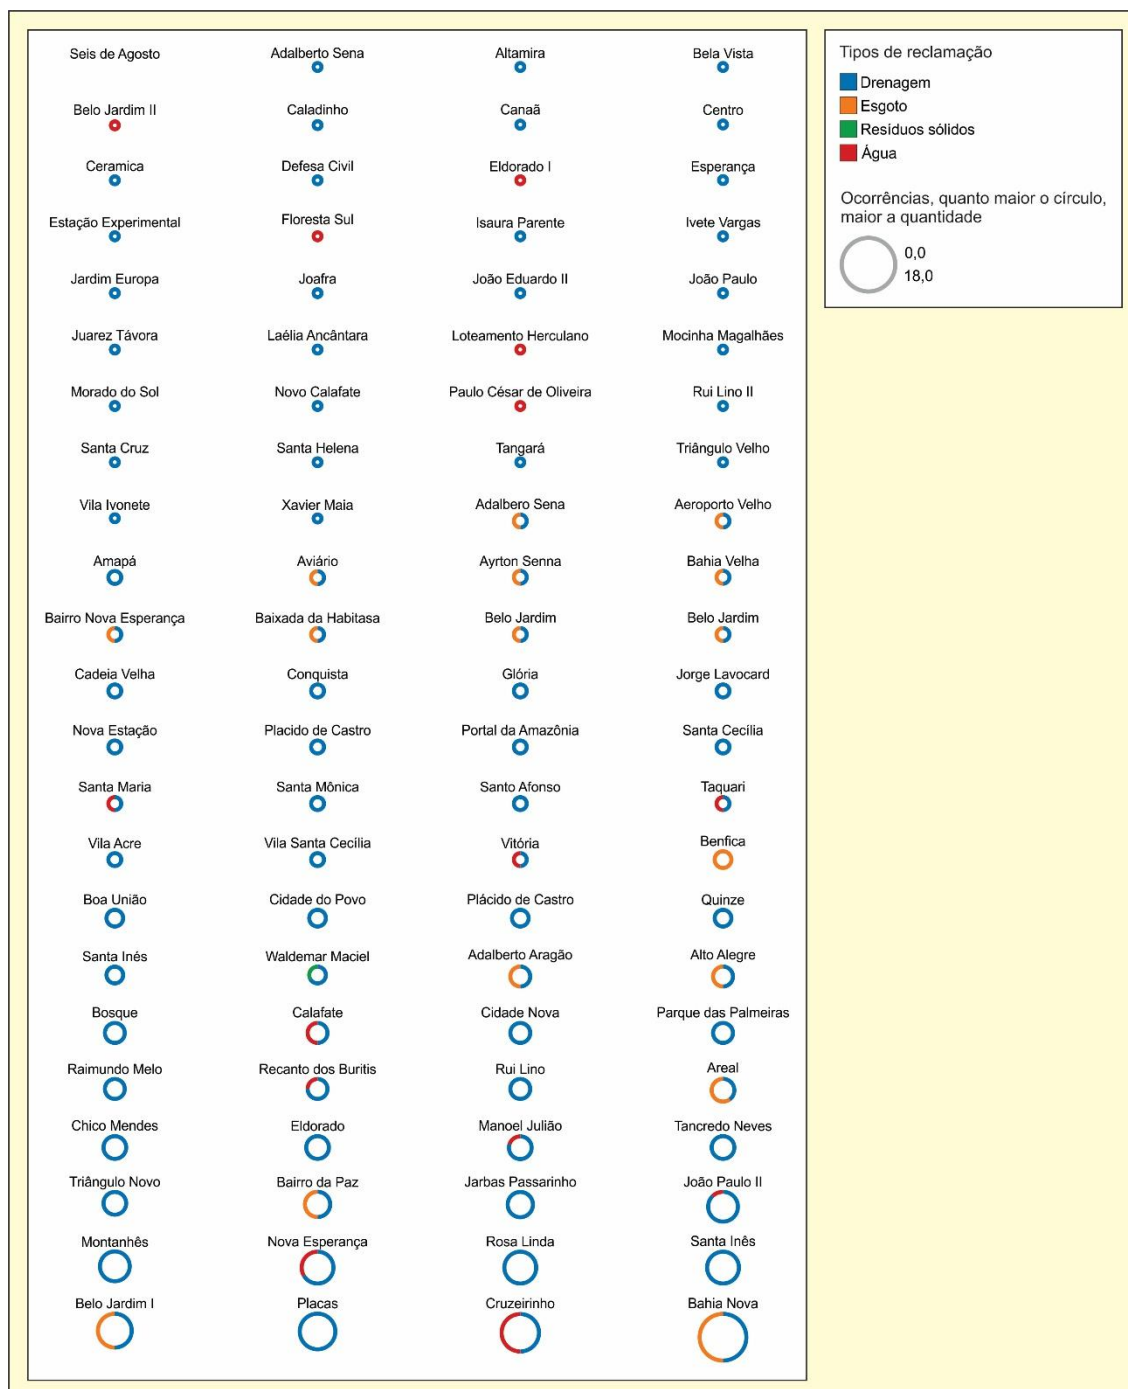 Seis de Agosto
Adalberto Sena
Altamira
Bela Vista
Belo Jardim II
Caladinho
Canaã
Centro
Ceramica
Defesa Civil
Eldorado I
Esperança
Estação Experimental
Floresta Sul
Isaura Parente
Ivete Vargas
Jardim Europa
Joafra
João Eduardo II
João Paulo
Juarez Távora
Laélia Ancântara
Loteamento Herculano
Mocinha Magalhães
Morado do Sol
Novo Calafate
Paulo César de Oliveira
Rui Lino II
Santa Cruz
Santa Helena
Tangará
Triângulo Velho
Vila Ivonete
Xavier Maia
Adalbero Sena
Aeroporto Velho
Amapá
Aviário
Ayrton Senna
Bahia Velha
Bairro Nova Esperança
Baixada da Habitasa
Belo Jardim
Belo Jardim
Cadeia Velha
Conquista
Glória
Jorge Lavocard
Nova Estação
Placido de Castro
Portal da Amazônia
Santa Cecília
Santa Maria
Santa Mônica
Santo Afonso
Taquari
Vila Acre
Vila Santa Cecília
Vitória
Benfica
Boa União
Cidade do Povo
Plácido de Castro
Quinze
Santa Inés
Waldemar Maciel
Adalberto Aragão
Alto Alegre
Bosque
Calafate
Cidade Nova
Parque das Palmeiras
Raimundo Melo
Recanto dos Buritis
Rui Lino
Areal
Chico Mendes
Eldorado
Manoel Julião
Tancredo Neves
Triângulo Novo
Bairro da Paz
Jarbas Passarinho
João Paulo II
Montanhês
Nova Esperança
Rosa Linda
Santa Inês
Belo Jardim I
Placas
Cruzeirinho
Bahia Nova
Tipos de reclamação
Drenagem
Esgoto
Resíduos sólidos
Água
Ocorrências, quanto maior o círculo,
maior a quantidade
0,0
18,0